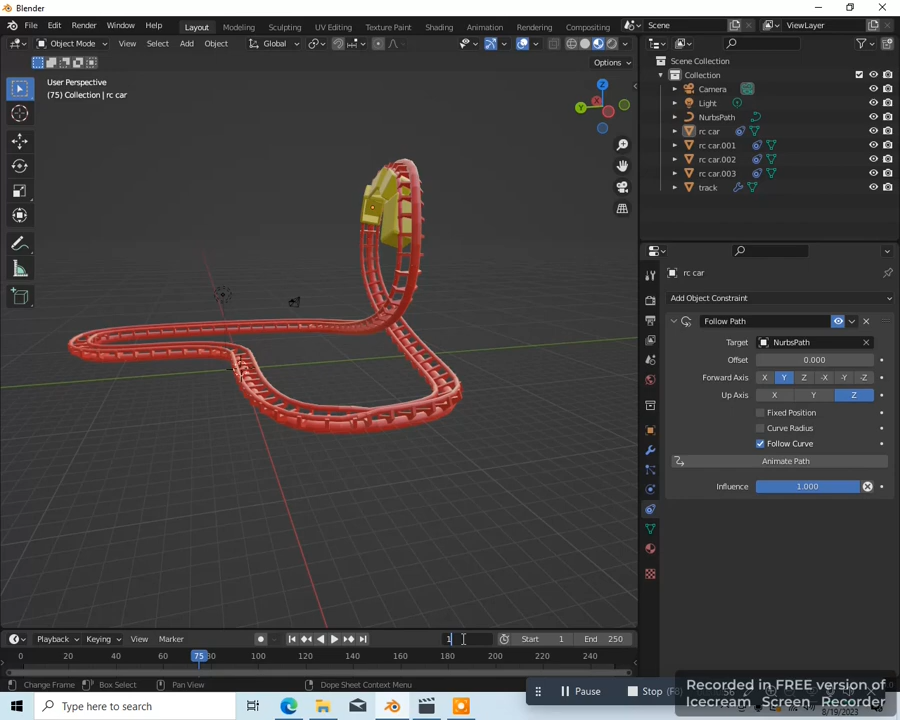 Blender
File Edit Render Window Help Layout Modeling Sculpting UV Editing Texture Paint Shading Animation Rendering Compositing Scene ViewLayer
Object Mode View Select Add Object Global
Options
User Perspective
(75) Collection | rc car
Z
Y
X
Scene Collection
Collection
Camera
Light
NurbsPath
rc car
rc car.001
rc car.002
rc car.003
track
rc car
Add Object Constraint
Follow Path
Target NurbsPath
Offset 0.000
Forward Axis X Y Z -X -Y -Z
Up Axis X Y Z
Fixed Position
Curve Radius
Follow Curve
Animate Path
Influence 1.000
Playback Keying View Marker 1 Start 1 End 250
0 20 40 60 75 100 120 140 160 180 200 220 240
Change Frame Box Select Pan View Dope Sheet Context Menu
Type here to search
Pause Stop (F8)
Recorded in FREE version of
Icecream Screen Recorder
8/19/2023